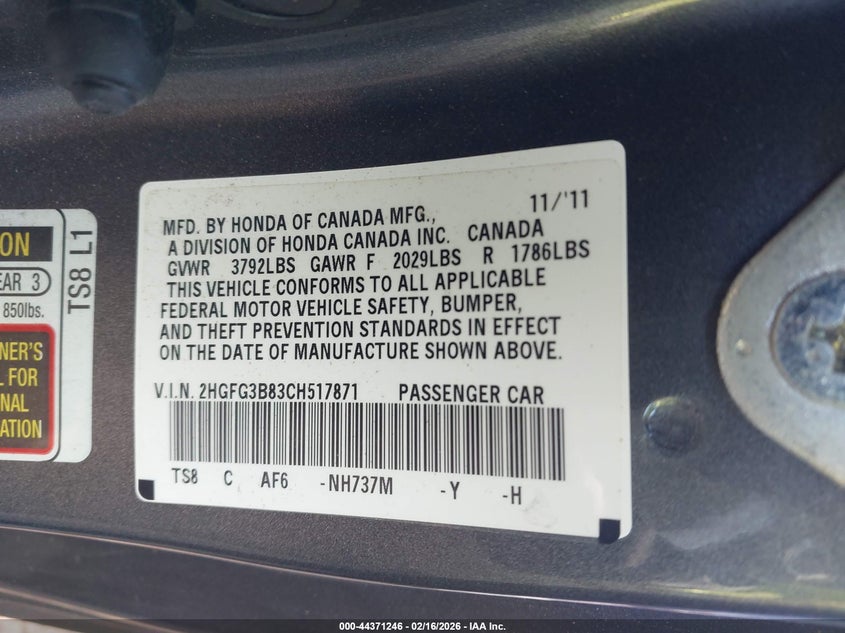 ON
EAR 3
850lbs.
NER'S
L FOR
NAL
ATION
TS8 L1
11/'11
MFD. BY HONDA OF CANADA MFG.,
A DIVISION OF HONDA CANADA INC. CANADA
GVWR 3792LBS GAWR F 2029LBS R 1786LBS
THIS VEHICLE CONFORMS TO ALL APPLICABLE
FEDERAL MOTOR VEHICLE SAFETY, BUMPER,
AND THEFT PREVENTION STANDARDS IN EFFECT
ON THE DATE OF MANUFACTURE SHOWN ABOVE.
V.I.N. 2HGFG3B83CH517871 PASSENGER CAR
TS8 C AF6 -NH737M -Y -H
000-44371246 - 02/16/2026 - IAA Inc.